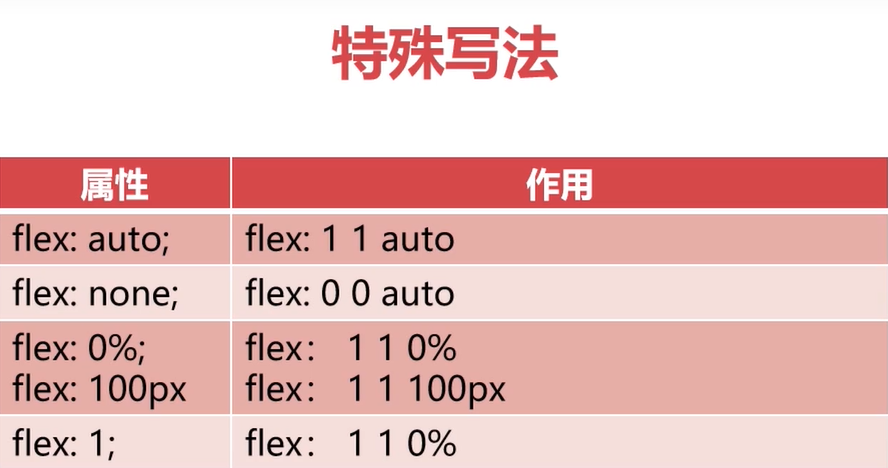 特殊写法
属性 作用
flex: auto; flex: 1 1 auto
flex: none; flex: 0 0 auto
flex: 0%; flex： 1 1 0%
flex: 100px flex： 1 1 100px
flex: 1; flex： 1 1 0%